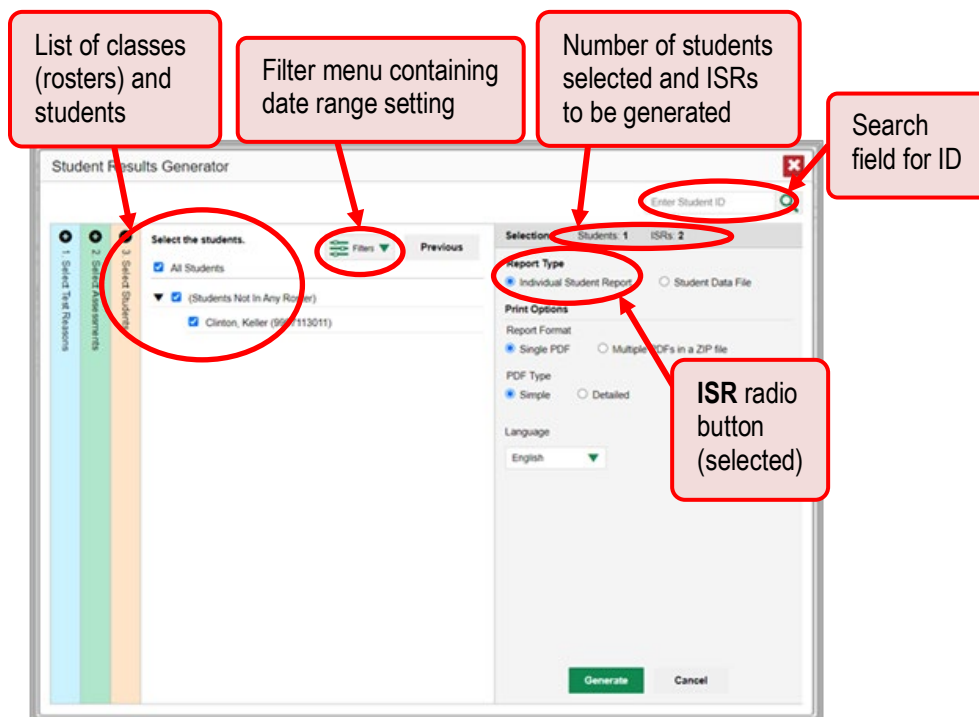 List of classes
(rosters) and
students
Filter menu containing
date range setting
Number of students
selected and ISRs
to be generated
Search
field for ID
Student Results Generator
Enter Student ID
1. Select Test Reasons
2. Select Assessments
3. Select Students
Select the students.
Filters
Previous
All Students
(Students Not In Any Roster)
Clinton, Keller
Selection
Students: 1
ISRs: 2
Report Type
Individual Student Report
Student Data File
Print Options
Report Format
Single PDF
Multiple PDFs in a ZIP file
PDF Type
Simple
Detailed
Language
English
ISR radio
button
(selected)
Generate
Cancel